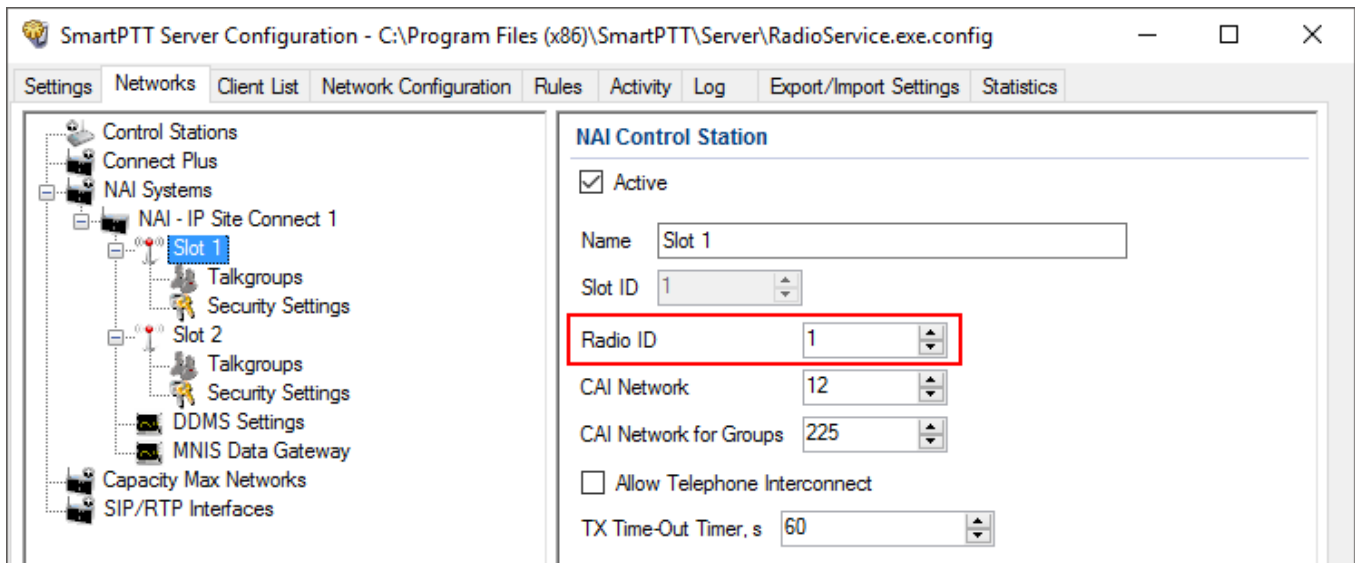 SmartPTT Server Configuration - C:\Program Files (x86)\SmartPTT\Server\RadioService.exe.config
Settings Networks Client List Network Configuration Rules Activity Log Export/Import Settings Statistics
Control Stations
Connect Plus
NAI Systems
NAI - IP Site Connect 1
Slot 1
Talkgroups
Security Settings
Slot 2
Talkgroups
Security Settings
DDMS Settings
MNIS Data Gateway
Capacity Max Networks
SIP/RTP Interfaces
NAI Control Station
Active
Name Slot 1
Slot ID 1
Radio ID 1
CAI Network 12
CAI Network for Groups 225
Allow Telephone Interconnect
TX Time-Out Timer, s 60